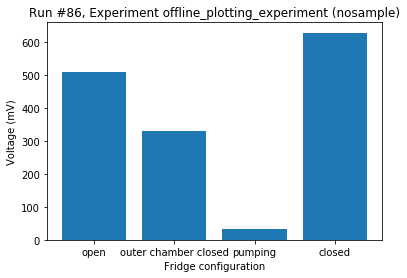 Run #86, Experiment offline_plotting_experiment (nosample)
Voltage (mV)
600
500
400
300
200
100
0
open outer chamber closed pumping closed
Fridge configuration